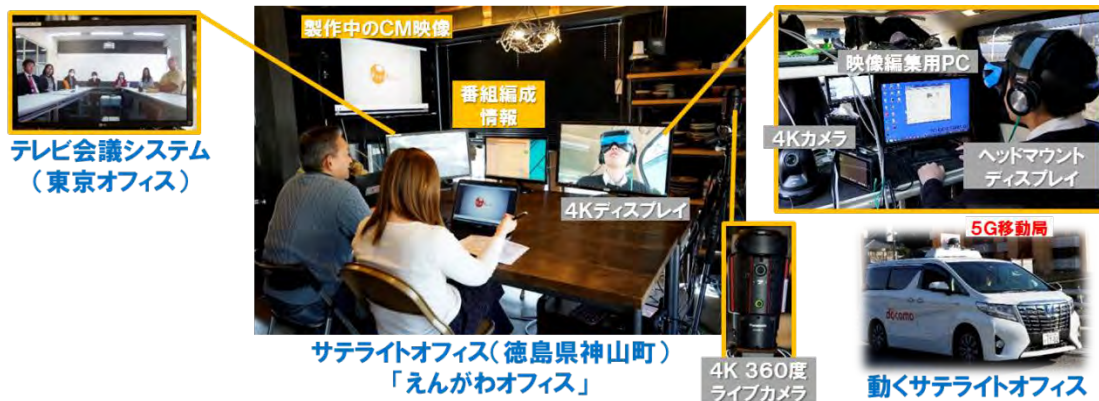 テレビ会議システム
（東京オフィス）
製作中のCM映像
番組編成
情報
4Kディスプレイ
サテライトオフィス（徳島県神山町）
「えんがわオフィス」
4K 360度
ライブカメラ
映像編集用PC
4Kカメラ
ヘッドマウント
ディスプレイ
5G移動局
döcomo
動くサテライトオフィス